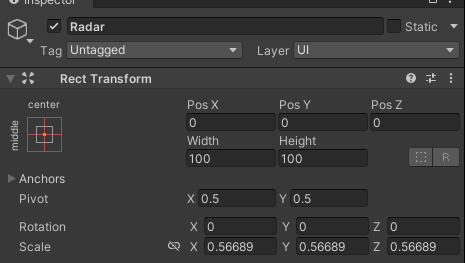 Inspector
Radar Static
Tag Untagged Layer UI
Rect Transform
center Pos X Pos Y Pos Z
middle 0 0 0
Width Height
100 100 R
Anchors
Pivot X 0.5 Y 0.5
Rotation X 0 Y 0 Z 0
Scale X 0.56689 Y 0.56689 Z 0.56689